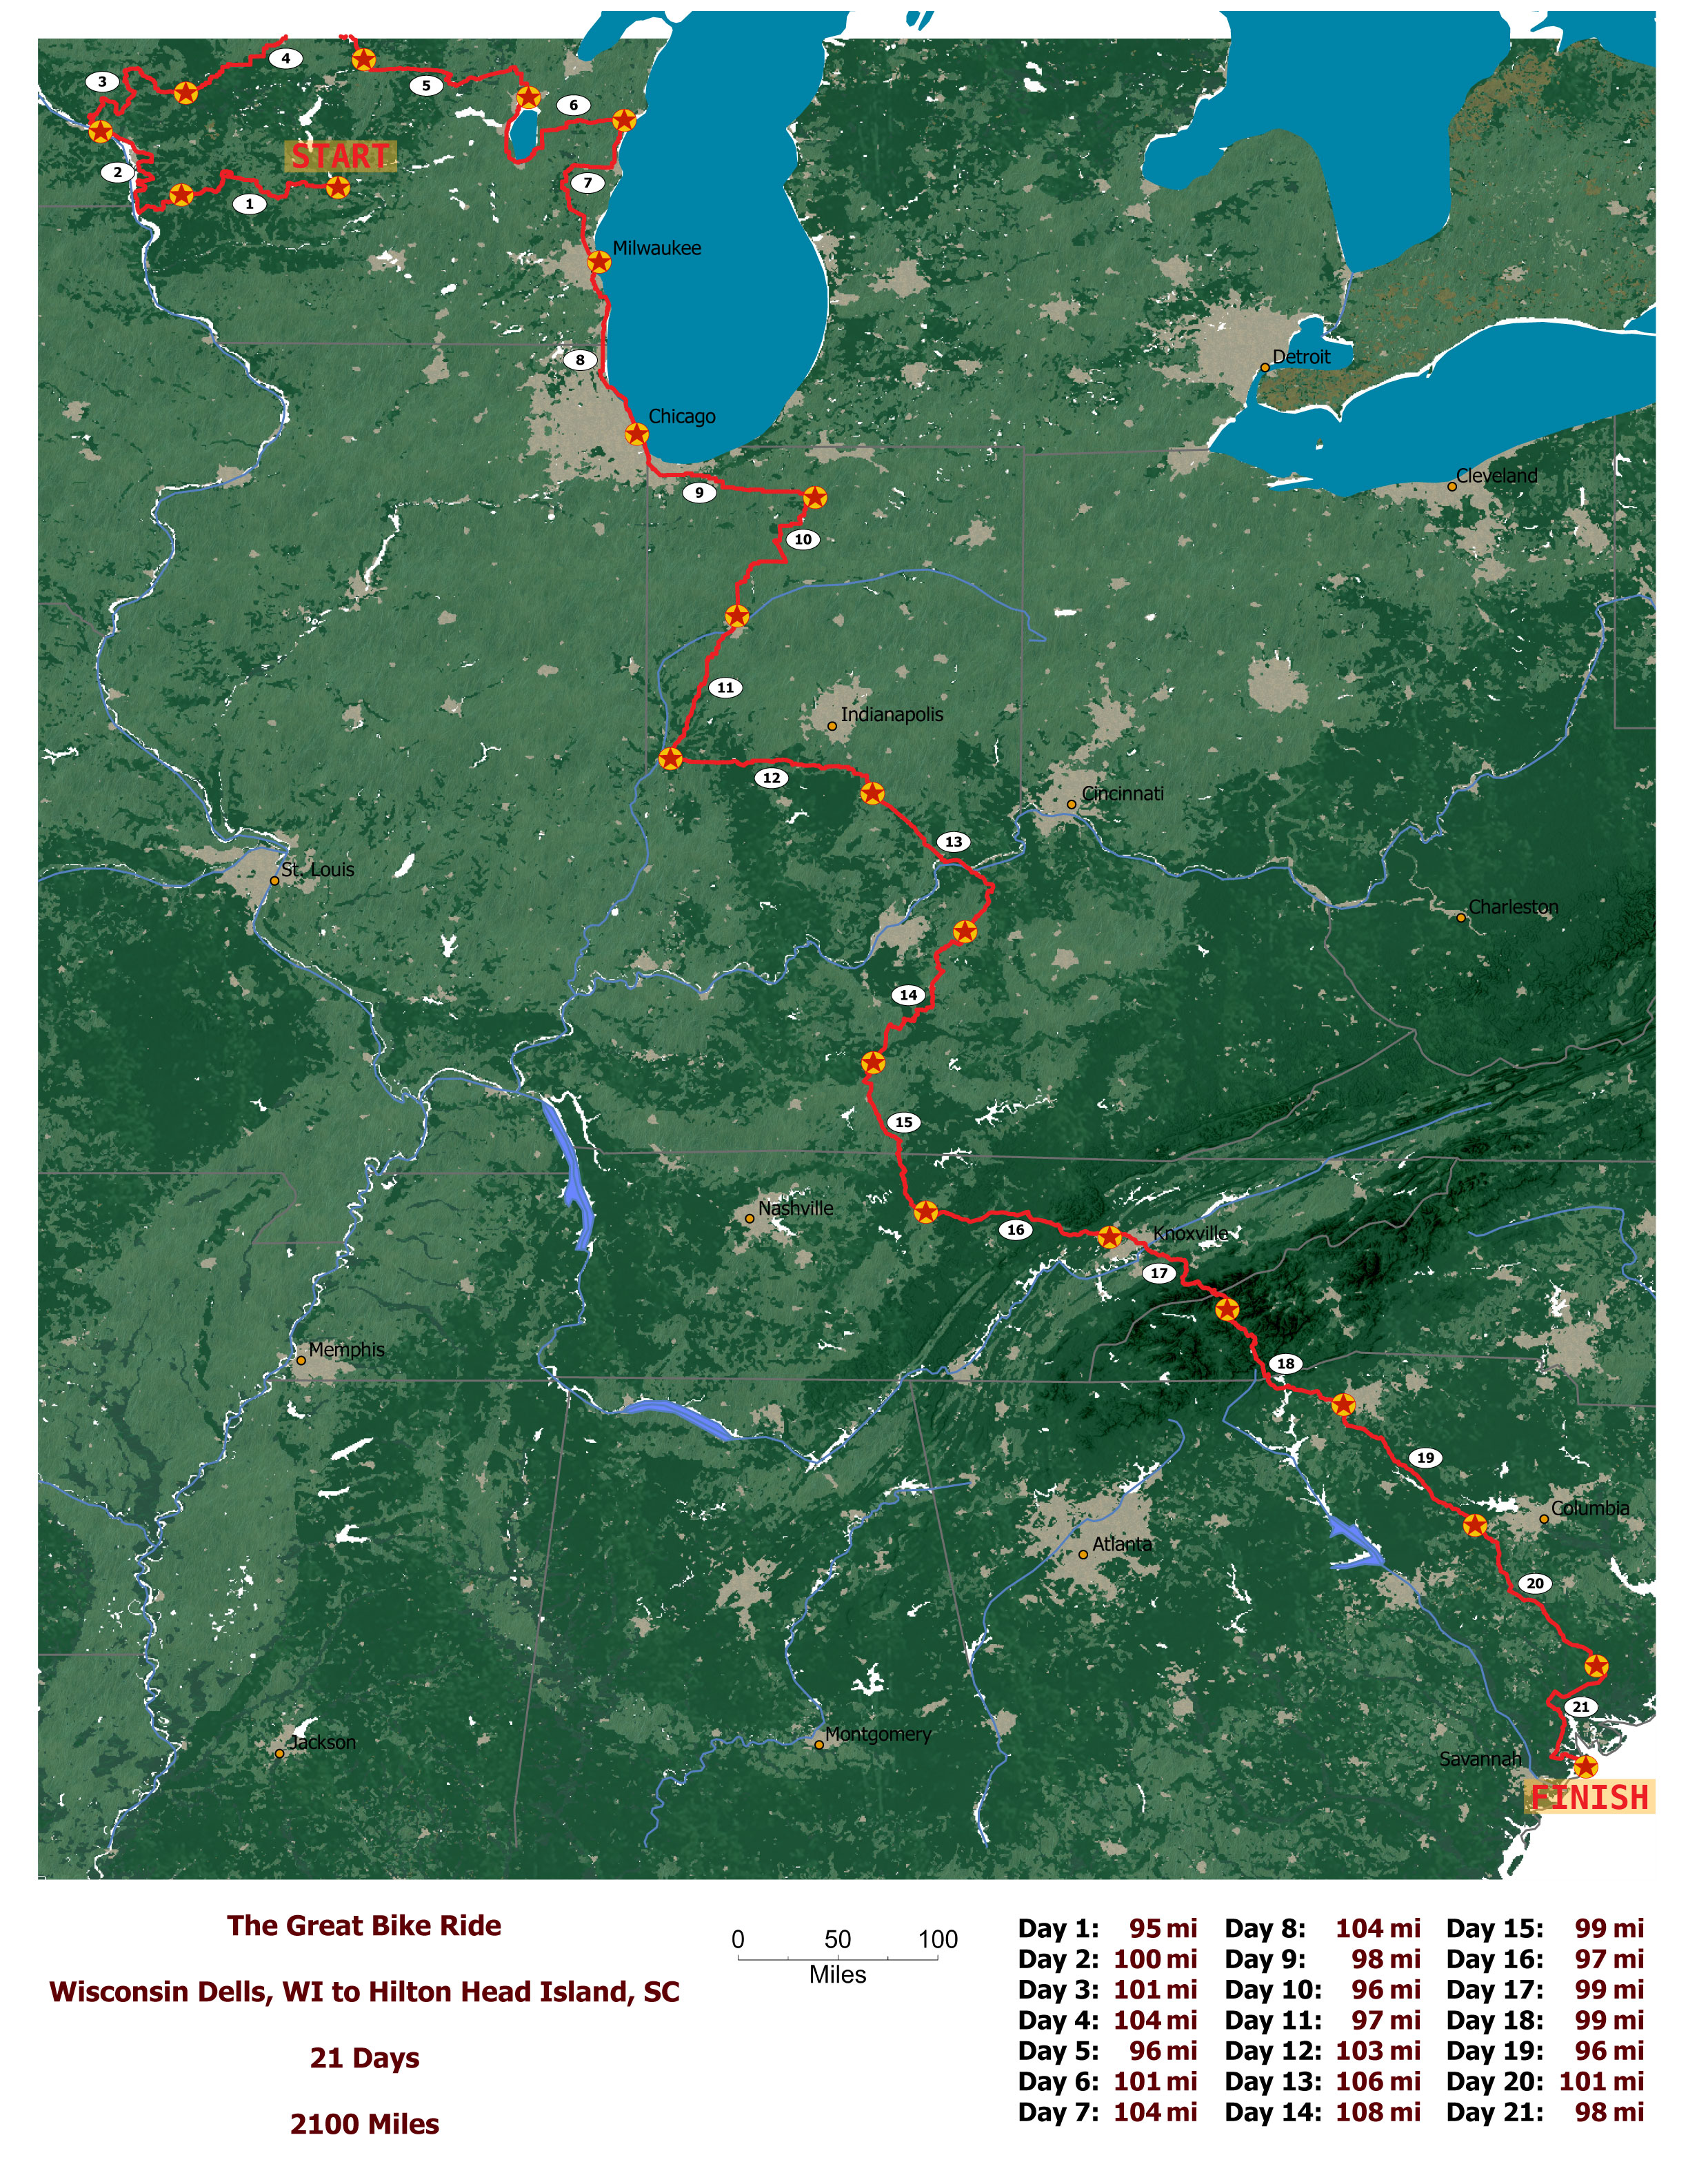 4
3
5
6
START
2
7
1
Milwaukee
8
Detroit
Chicago
Cleveland
9
10
11
Indianapolis
12
Cincinnati
13
St. Louis
Charleston
14
15
Nashville
16
Knoxville
17
Memphis
18
19
Columbia
Atlanta
20
21
Montgomery
Jackson
Savannah
FINISH
The Great Bike Ride
Wisconsin Dells, WI to Hilton Head Island, SC
21 Days
2100 Miles
0 50 100
Miles
Day 1: 95 mi Day 8: 104 mi Day 15: 99 mi
Day 2: 100 mi Day 9: 98 mi Day 16: 97 mi
Day 3: 101 mi Day 10: 96 mi Day 17: 99 mi
Day 4: 104 mi Day 11: 97 mi Day 18: 99 mi
Day 5: 96 mi Day 12: 103 mi Day 19: 96 mi
Day 6: 101 mi Day 13: 106 mi Day 20: 101 mi
Day 7: 104 mi Day 14: 108 mi Day 21: 98 mi